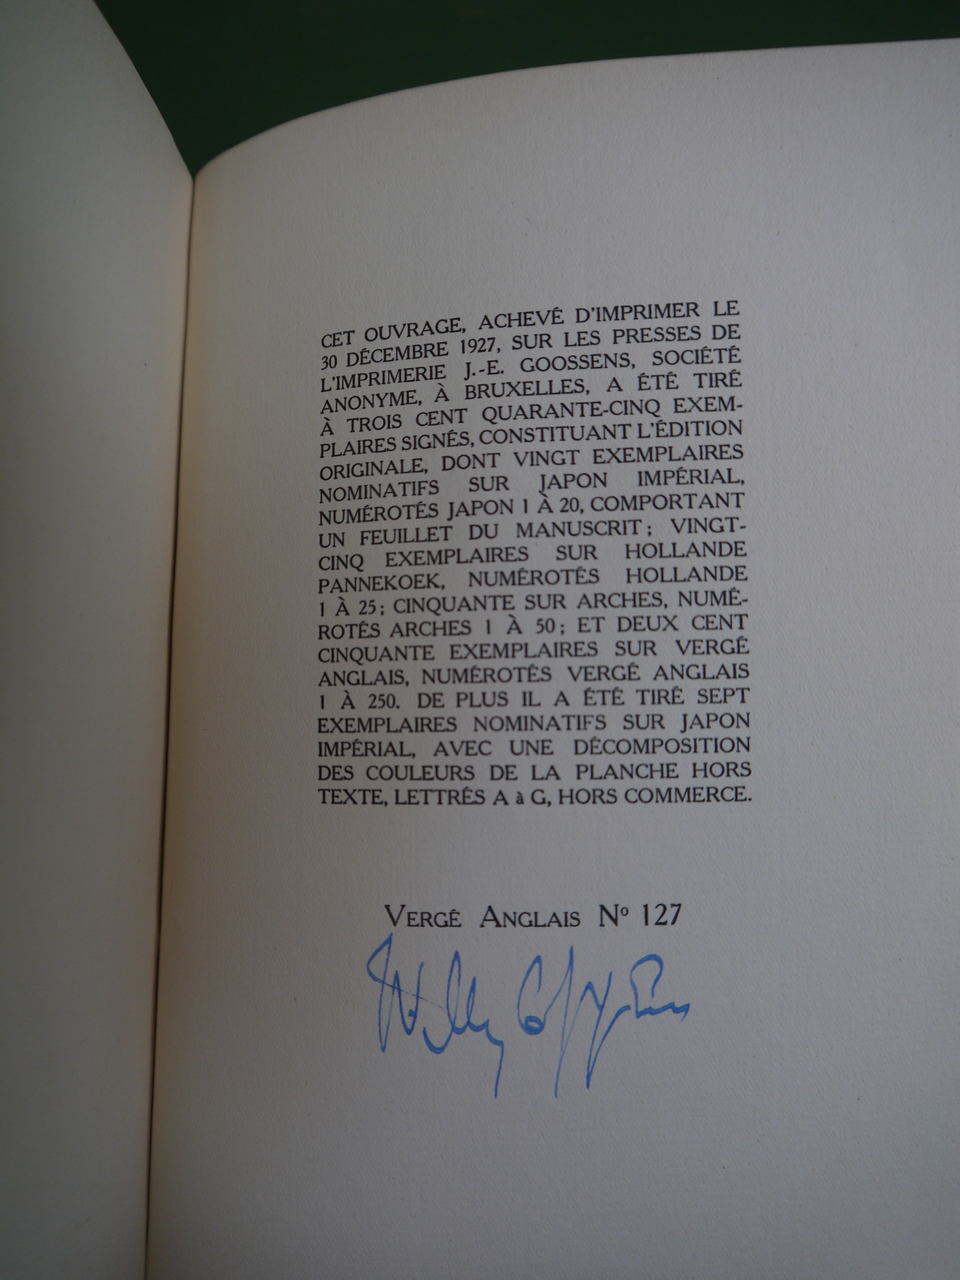 CET OUVRAGE, ACHEVÉ D'IMPRIMER LE
30 DÉCEMBRE 1927, SUR LES PRESSES DE
L'IMPRIMERIE J.-E. GOOSSENS, SOCIÉTÉ
ANONYME, À BRUXELLES, A ÉTÉ TIRÉ
À TROIS CENT QUARANTE-CINQ EXEM-
PLAIRES SIGNÉS, CONSTITUANT L'ÉDITION
ORIGINALE, DONT VINGT EXEMPLAIRES
NOMINATIFS SUR JAPON IMPÉRIAL,
NUMÉROTÉS JAPON 1 À 20, COMPORTANT
UN FEUILLET DU MANUSCRIT; VINGT-
CINQ EXEMPLAIRES SUR HOLLANDE
PANNEKOEK, NUMÉROTÉS HOLLANDE
1 À 25; CINQUANTE SUR ARCHES, NUMÉ-
ROTÉS ARCHES 1 À 50; ET DEUX CENT
CINQUANTE EXEMPLAIRES SUR VERGÉ
ANGLAIS, NUMÉROTÉS VERGÉ ANGLAIS
1 À 250. DE PLUS IL A ÉTÉ TIRÉ SEPT
EXEMPLAIRES NOMINATIFS SUR JAPON
IMPÉRIAL, AVEC UNE DÉCOMPOSITION
DES COULEURS DE LA PLANCHE HORS
TEXTE, LETTRÉS A à G, HORS COMMERCE.
VERGÉ ANGLAIS Nº 127
Willy